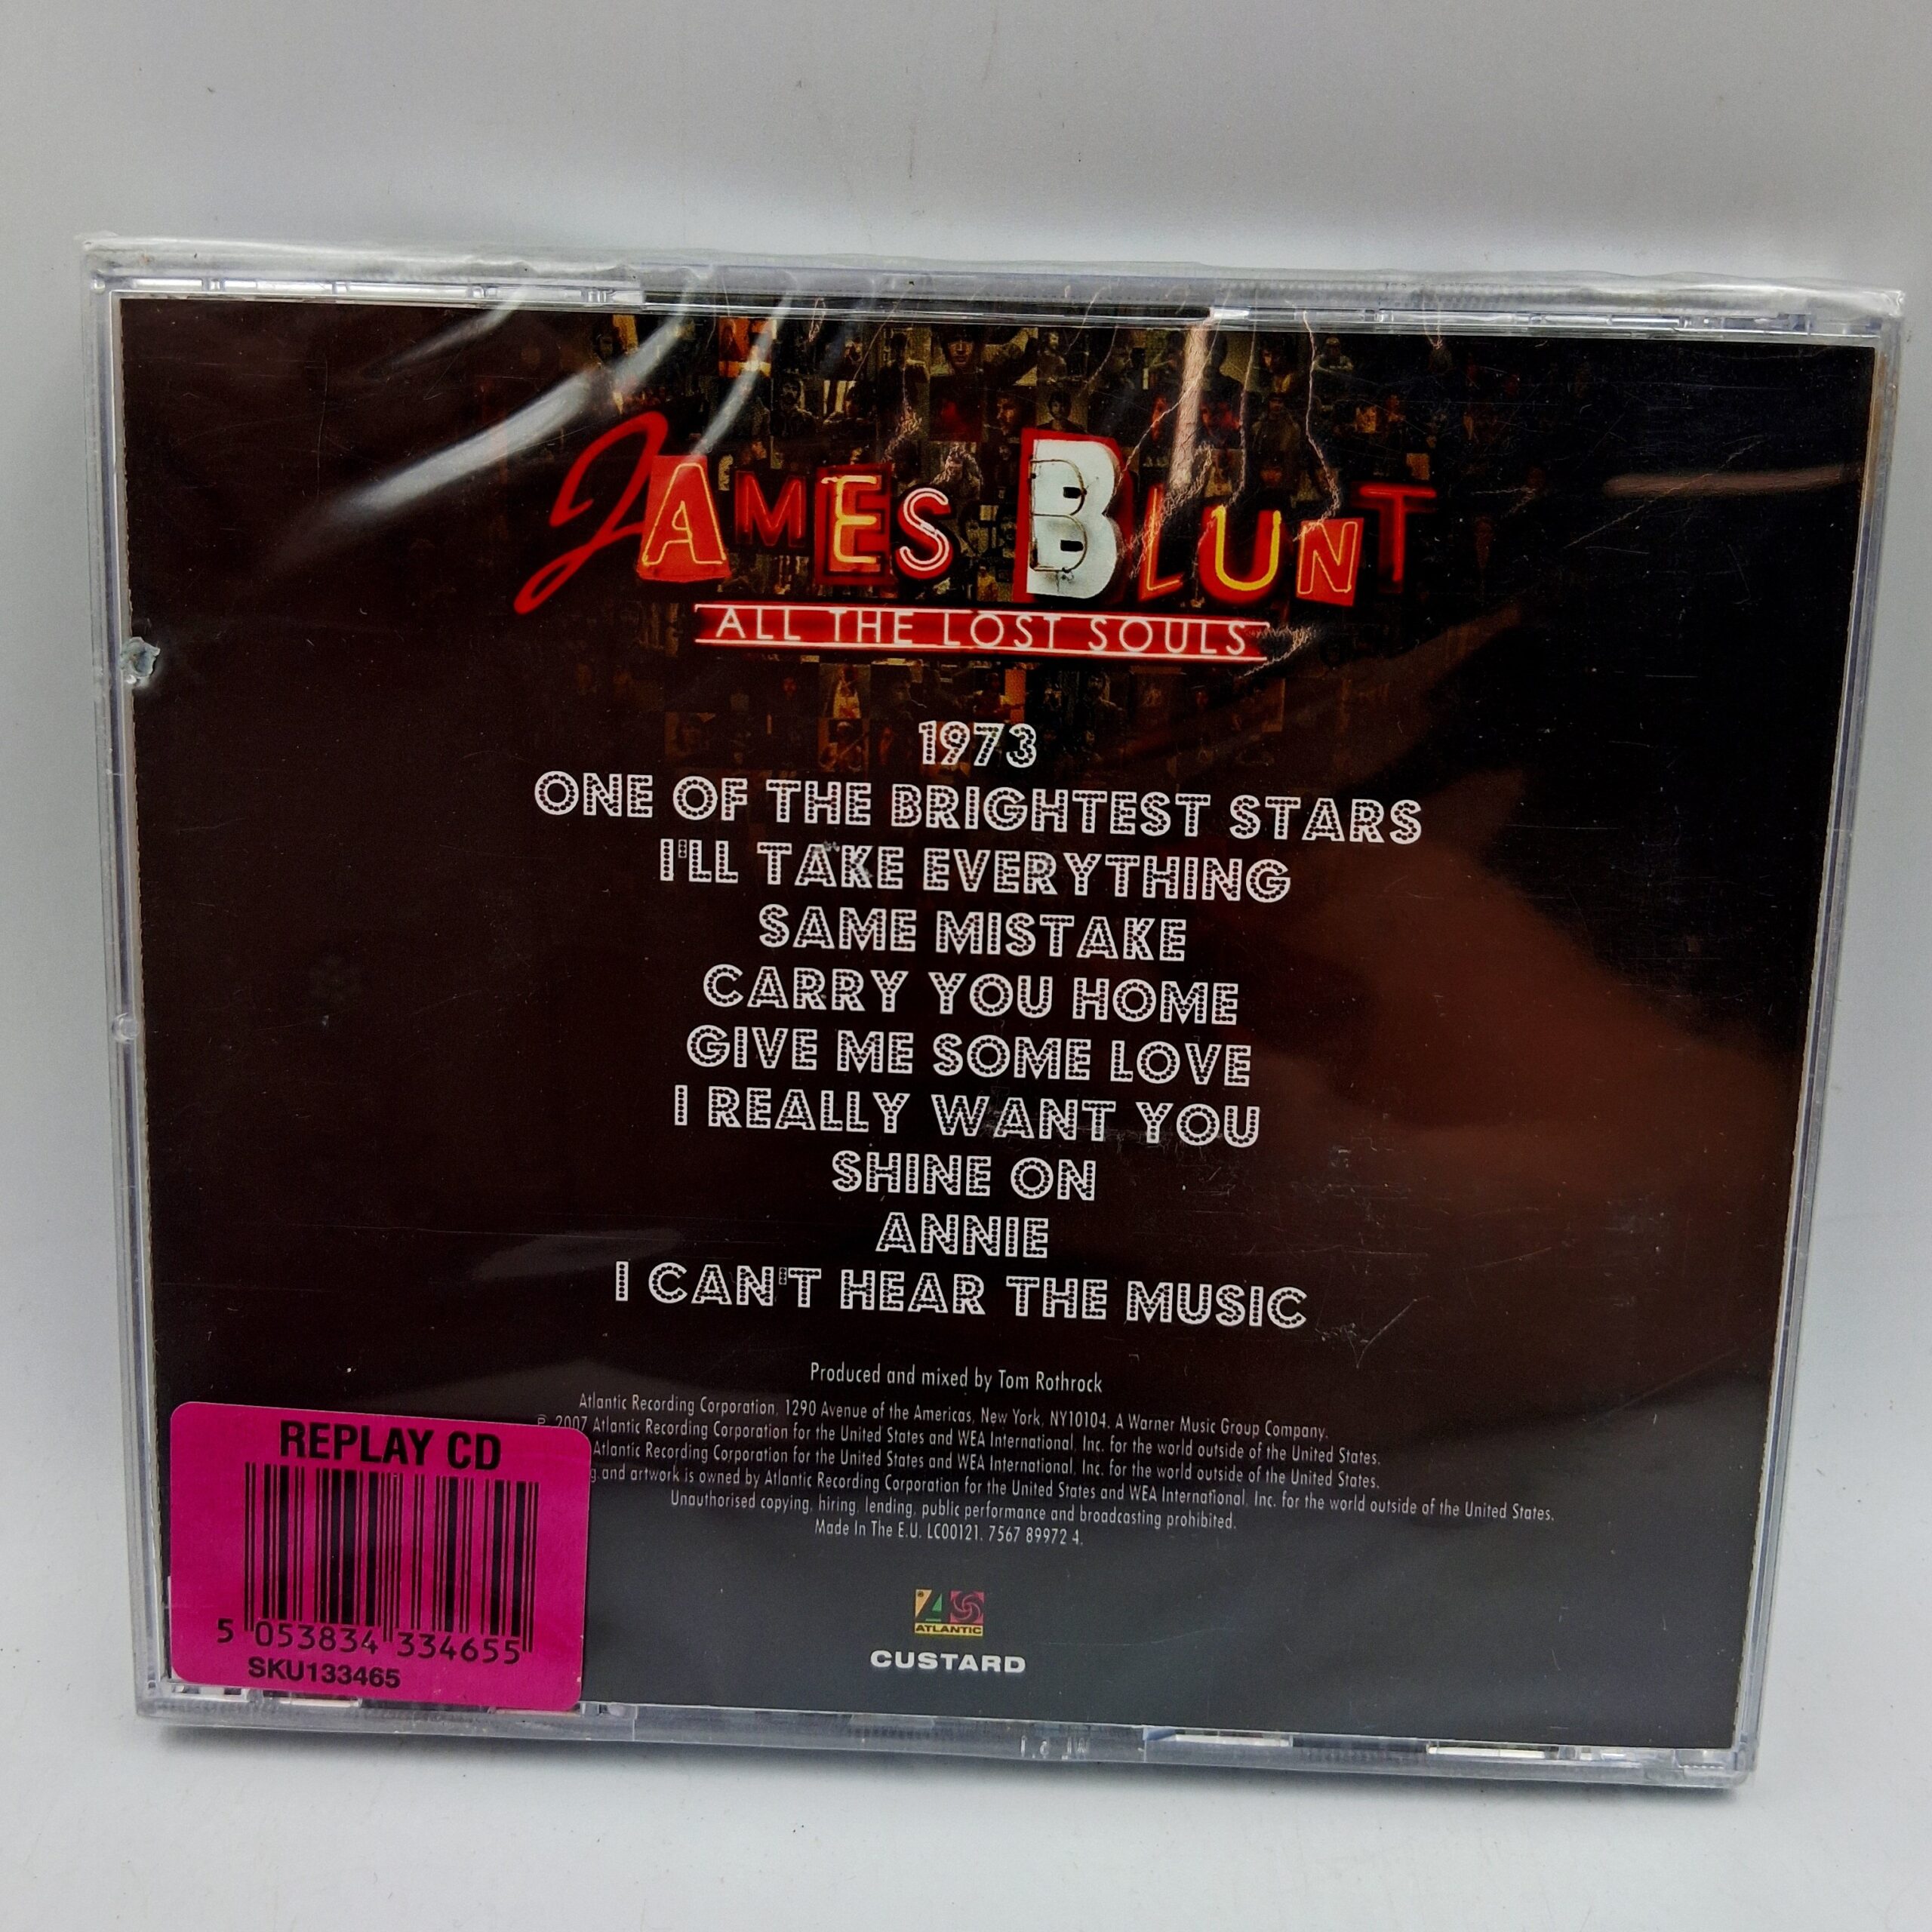 JAMES BLUNT
ALL THE LOST SOULS
1973
ONE OF THE BRIGHTEST STARS
I'LL TAKE EVERYTHING
SAME MISTAKE
CARRY YOU HOME
GIVE ME SOME LOVE
I REALLY WANT YOU
SHINE ON
ANNIE
I CAN'T HEAR THE MUSIC
Produced and mixed by Tom Rothrock
Atlantic Recording Corporation, 1290 Avenue of the Americas, New York, NY10104. A Warner Music Group Company.
℗ 2007 Atlantic Recording Corporation for the United States and WEA International, Inc. for the world outside of the United States.
Atlantic Recording Corporation for the United States and WEA International, Inc. for the world outside of the United States.
and artwork is owned by Atlantic Recording Corporation for the United States and WEA International, Inc. for the world outside of the United States.
Unauthorised copying, hiring, lending, public performance and broadcasting prohibited.
Made In The E.U. LC00121. 7567 89972 4.
ATLANTIC
CUSTARD
REPLAY CD
5 053834 334655
SKU133465